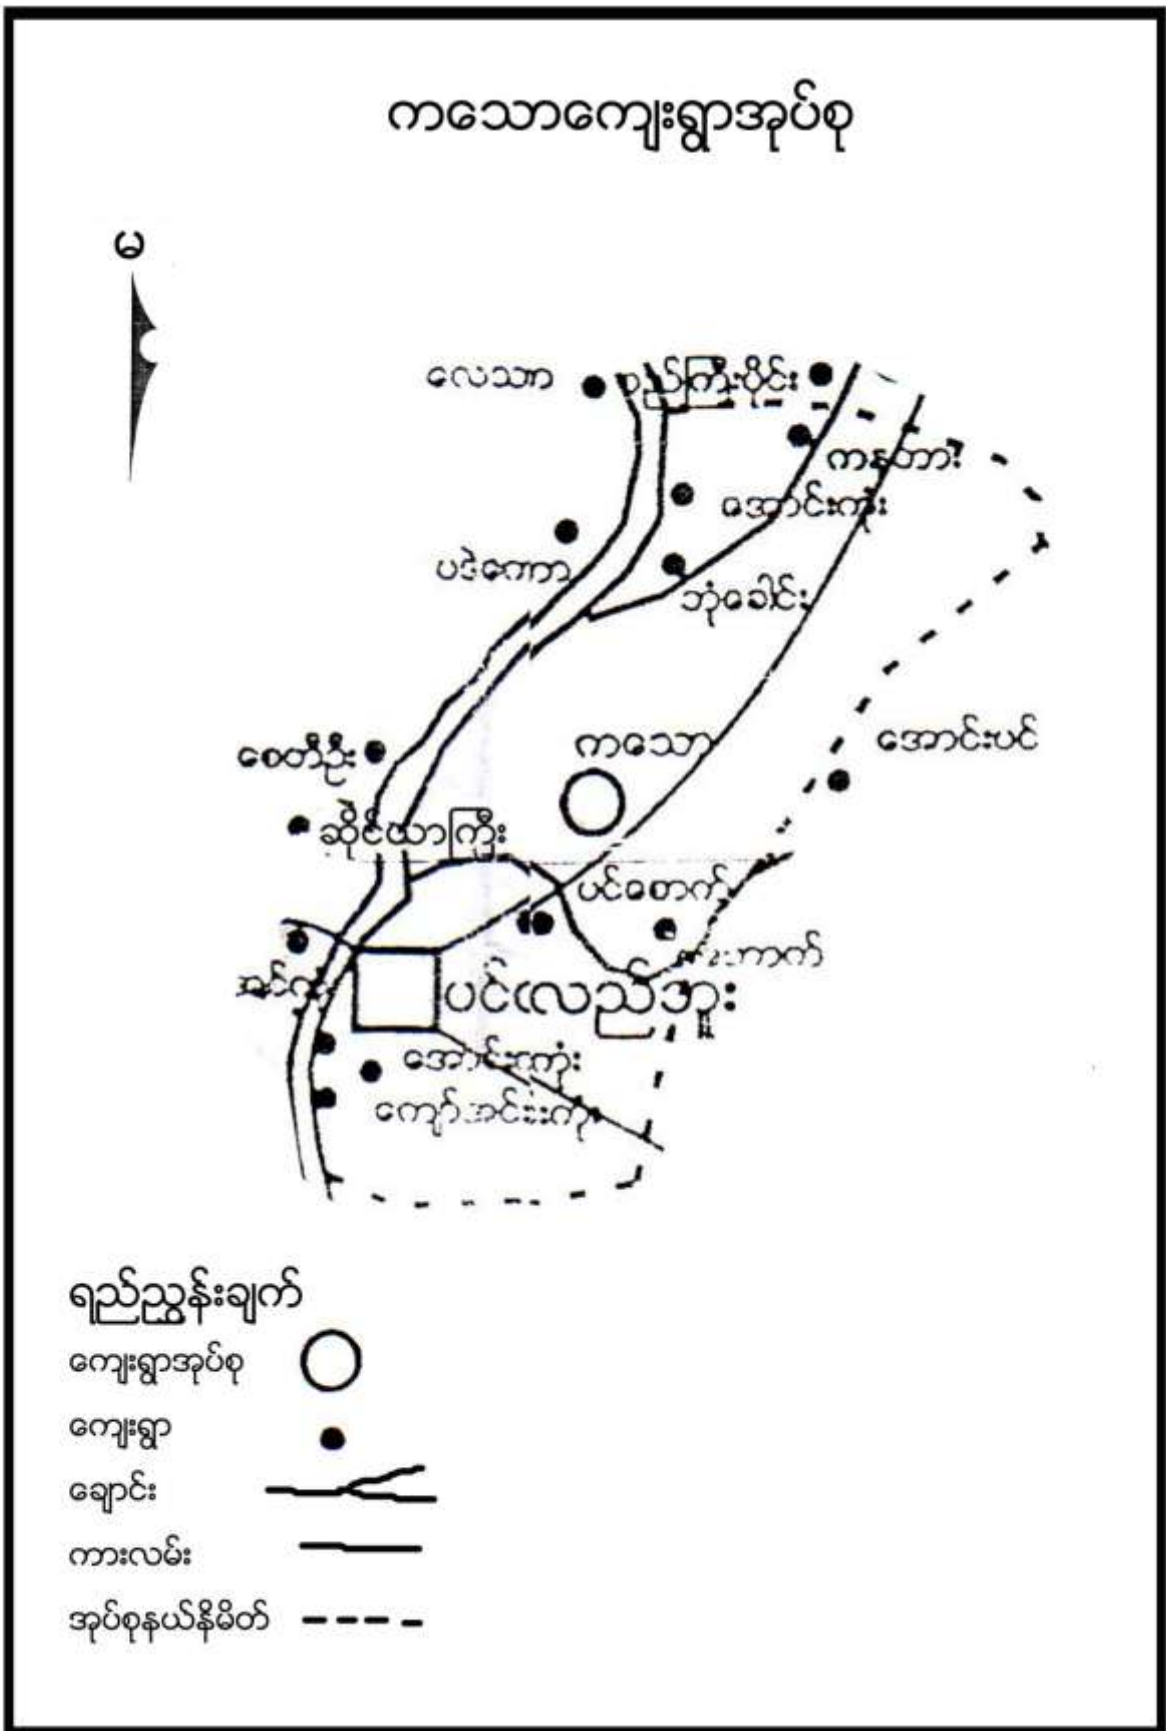 ကသောကျေးရွာအုပ်စု
မ
လေသာ
ကနတား
အောင်းကုံး
ပဒဲကော
ဘုံခေါင်း
ကသော
အောင်းပင်
စေတီဦး
ဆိုင်ယာကြီး
ပင်စောက်
ပင်လည်ဘူး
အောင်းကုံး
ရည်ညွှန်းချက်
ကျေးရွာအုပ်စု
ကျေးရွာ
ချောင်း
ကားလမ်း
အုပ်စုနယ်နိမိတ်